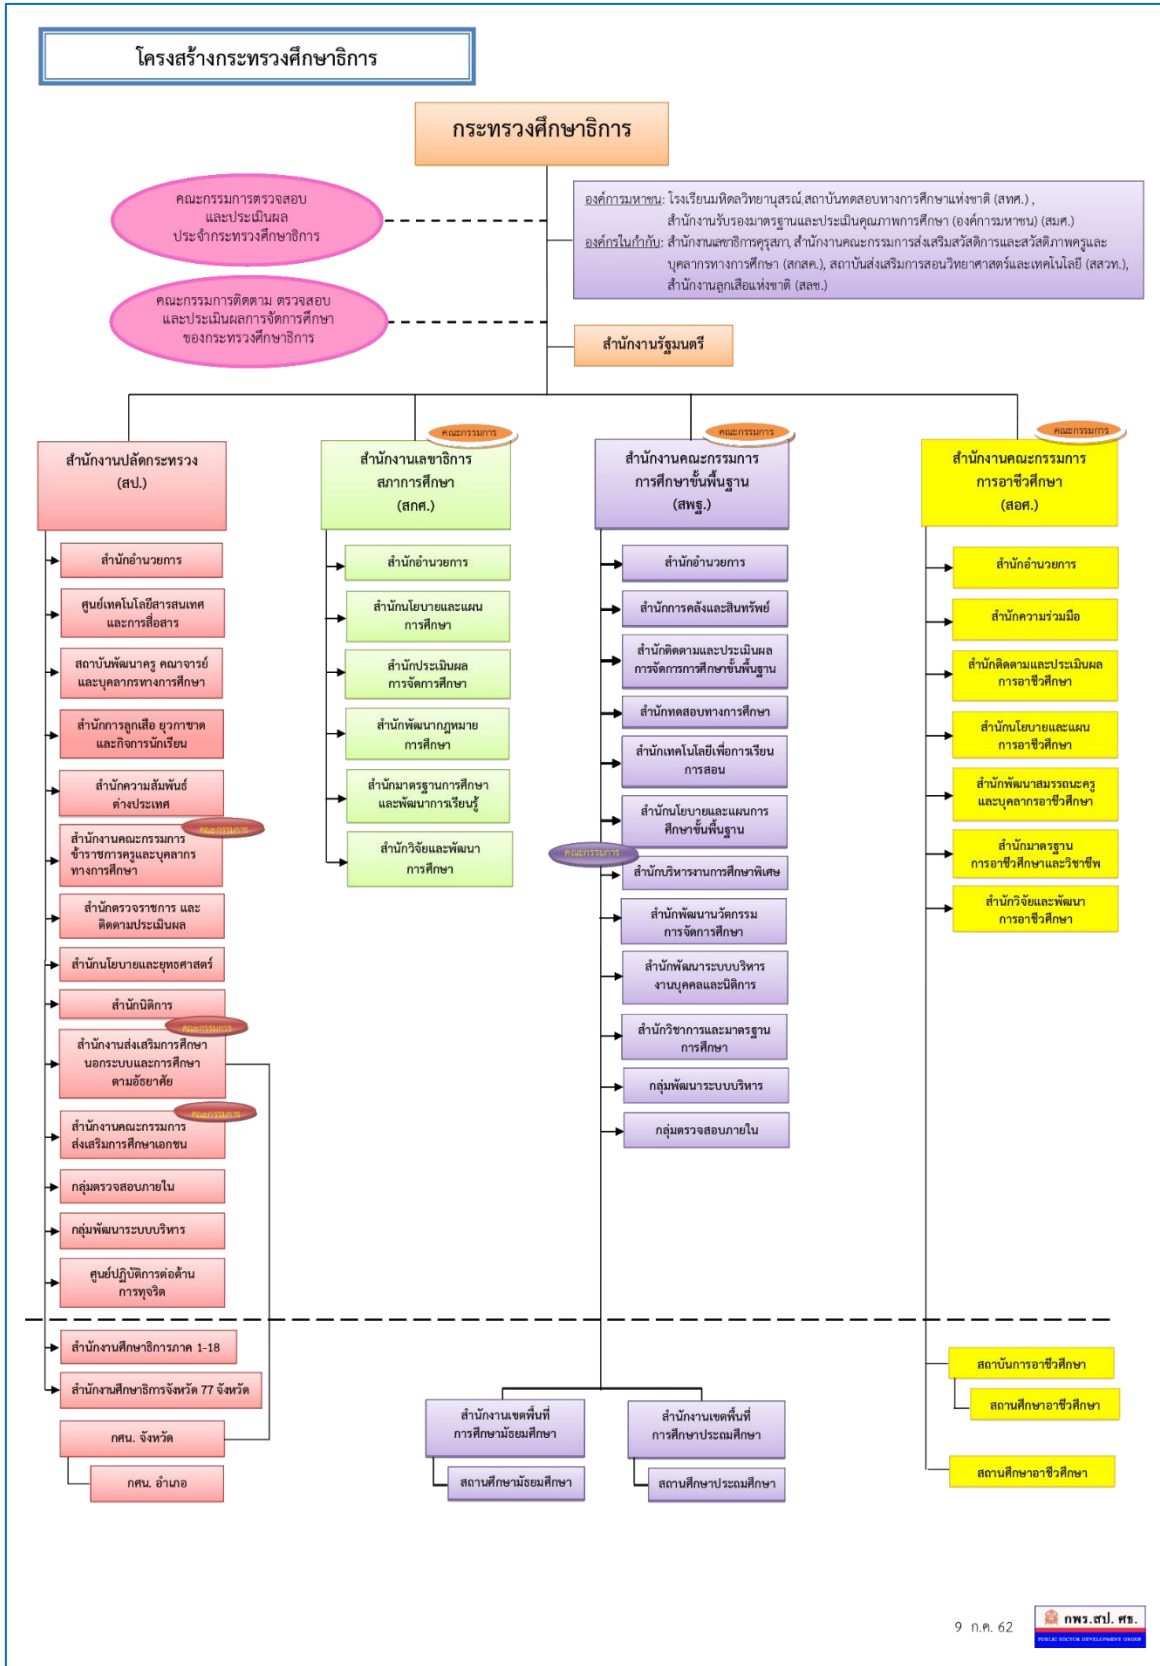 โครงสร้างกระทรวงศึกษาธิการ
กระทรวงศึกษาธิการ
คณะกรรมการตรวจสอบ
และประเมินผล
ประจำกระทรวงศึกษาธิการ
องค์การมหาชน: โรงเรียนมหิดลวิทยานุสรณ์,สถาบันทดสอบทางการศึกษาแห่งชาติ (สทศ.) ,
สำนักงานรับรองมาตรฐานและประเมินคุณภาพการศึกษา (องค์การมหาชน) (สมศ.)
องค์กรในกำกับ: สำนักงานเลขาธิการคุรุสภา, สำนักงานคณะกรรมการส่งเสริมสวัสดิการและสวัสดิภาพครูและ
บุคลากรทางการศึกษา (สกสค.), สถาบันส่งเสริมการสอนวิทยาศาสตร์และเทคโนโลยี (สสวท.),
สำนักงานลูกเสือแห่งชาติ (สลช.)
คณะกรรมการติดตาม ตรวจสอบ
และประเมินผลการจัดการศึกษา
ของกระทรวงศึกษาธิการ
สำนักงานรัฐมนตรี
สำนักงานปลัดกระทรวง
(สป.)
สำนักอำนวยการ
ศูนย์เทคโนโลยีสารสนเทศ
และการสื่อสาร
สถาบันพัฒนาครู คณาจารย์
และบุคลากรทางการศึกษา
สำนักการลูกเสือ ยุวกาชาด
และกิจการนักเรียน
สำนักความสัมพันธ์
ต่างประเทศ
คณะกรรมการ
สำนักงานคณะกรรมการ
ข้าราชการครูและบุคลากร
ทางการศึกษา
สำนักตรวจราชการ และ
ติดตามประเมินผล
สำนักนโยบายและยุทธศาสตร์
สำนักนิติการ
คณะกรรมการ
สำนักงานส่งเสริมการศึกษา
นอกระบบและการศึกษา
ตามอัธยาศัย
คณะกรรมการ
สำนักงานคณะกรรมการ
ส่งเสริมการศึกษาเอกชน
กลุ่มตรวจสอบภายใน
กลุ่มพัฒนาระบบบริหาร
ศูนย์ปฏิบัติการต่อต้าน
การทุจริต
สำนักงานศึกษาธิการภาค 1-18
สำนักงานศึกษาธิการจังหวัด 77 จังหวัด
กศน. จังหวัด
กศน. อำเภอ
คณะกรรมการ
สำนักงานเลขาธิการ
สภาการศึกษา
(สกศ.)
สำนักอำนวยการ
สำนักนโยบายและแผน
การศึกษา
สำนักประเมินผล
การจัดการศึกษา
สำนักพัฒนากฎหมาย
การศึกษา
สำนักมาตรฐานการศึกษา
และพัฒนาการเรียนรู้
สำนักวิจัยและพัฒนา
การศึกษา
คณะกรรมการ
สำนักงานคณะกรรมการ
การศึกษาขั้นพื้นฐาน
(สพฐ.)
สำนักอำนวยการ
สำนักการคลังและสินทรัพย์
สำนักติดตามและประเมินผล
การจัดการการศึกษาขั้นพื้นฐาน
สำนักทดสอบทางการศึกษา
สำนักเทคโนโลยีเพื่อการเรียน
การสอน
สำนักนโยบายและแผนการ
ศึกษาขั้นพื้นฐาน
คณะกรรมการ
สำนักบริหารงานการศึกษาพิเศษ
สำนักพัฒนานวัตกรรม
การจัดการศึกษา
สำนักพัฒนาระบบบริหาร
งานบุคคลและนิติการ
สำนักวิชาการและมาตรฐาน
การศึกษา
กลุ่มพัฒนาระบบบริหาร
กลุ่มตรวจสอบภายใน
สำนักงานเขตพื้นที่
การศึกษามัธยมศึกษา
สถานศึกษามัธยมศึกษา
สำนักงานเขตพื้นที่
การศึกษาประถมศึกษา
สถานศึกษาประถมศึกษา
คณะกรรมการ
สำนักงานคณะกรรมการ
การอาชีวศึกษา
(สอศ.)
สำนักอำนวยการ
สำนักความร่วมมือ
สำนักติดตามและประเมินผล
การอาชีวศึกษา
สำนักนโยบายและแผน
การอาชีวศึกษา
สำนักพัฒนาสมรรถนะครู
และบุคลากรอาชีวศึกษา
สำนักมาตรฐาน
การอาชีวศึกษาและวิชาชีพ
สำนักวิจัยและพัฒนา
การอาชีวศึกษา
สถาบันการอาชีวศึกษา
สถานศึกษาอาชีวศึกษา
สถานศึกษาอาชีวศึกษา
9 ก.ค. 62
กพร.สป. ศธ.
PUBLIC SECTOR DEVELOPMENT GROUP